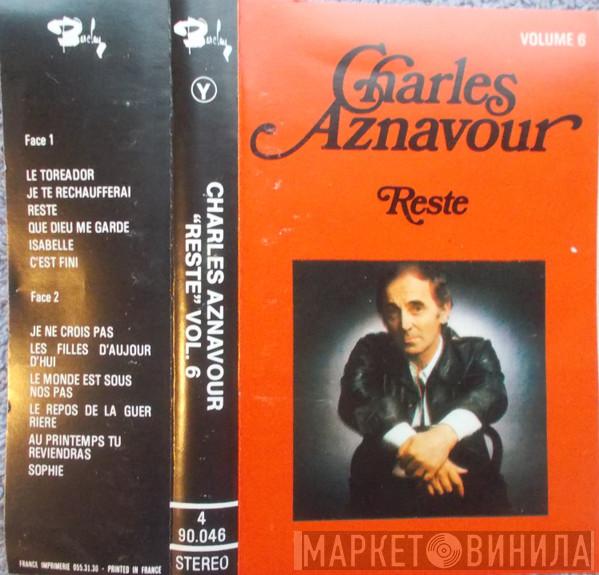 Barclay
Face 1
LE TOREADOR
JE TE RECHAUFFERAI
RESTE
QUE DIEU ME GARDE
ISABELLE
C'EST FINI
Face 2
JE NE CROIS PAS
LES FILLES D'AUJOUR
D'HUI
LE MONDE EST SOUS
NOS PAS
LE REPOS DE LA GUER
RIERE
AU PRINTEMPS TU
REVIENDRAS
SOPHIE
FRANCE IMPRIMERIE 055.31.30 - PRINTED IN FRANCE
Barclay
Y
CHARLES AZNAVOUR
"RESTE" VOL. 6
4
90.046
STEREO
VOLUME 6
Charles
Aznavour
Reste
МАРКЕТ ВИНИЛА